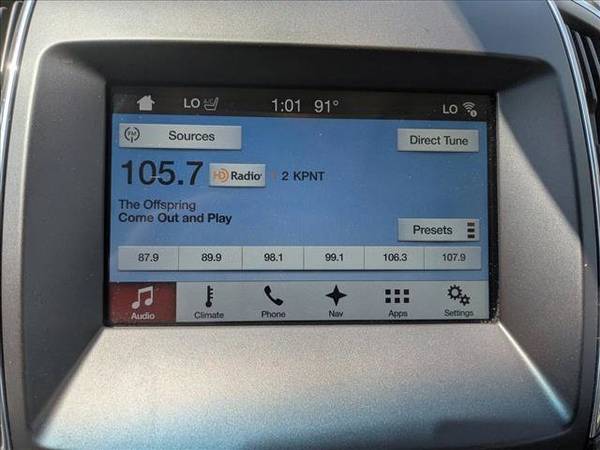 LO 1:01 91° LO
FM Sources Direct Tune
105.7 HD Radio 2 KPNT
The Offspring
Come Out and Play
Presets
87.9 89.9 98.1 99.1 106.3 107.9
Audio Climate Phone Nav Apps Settings